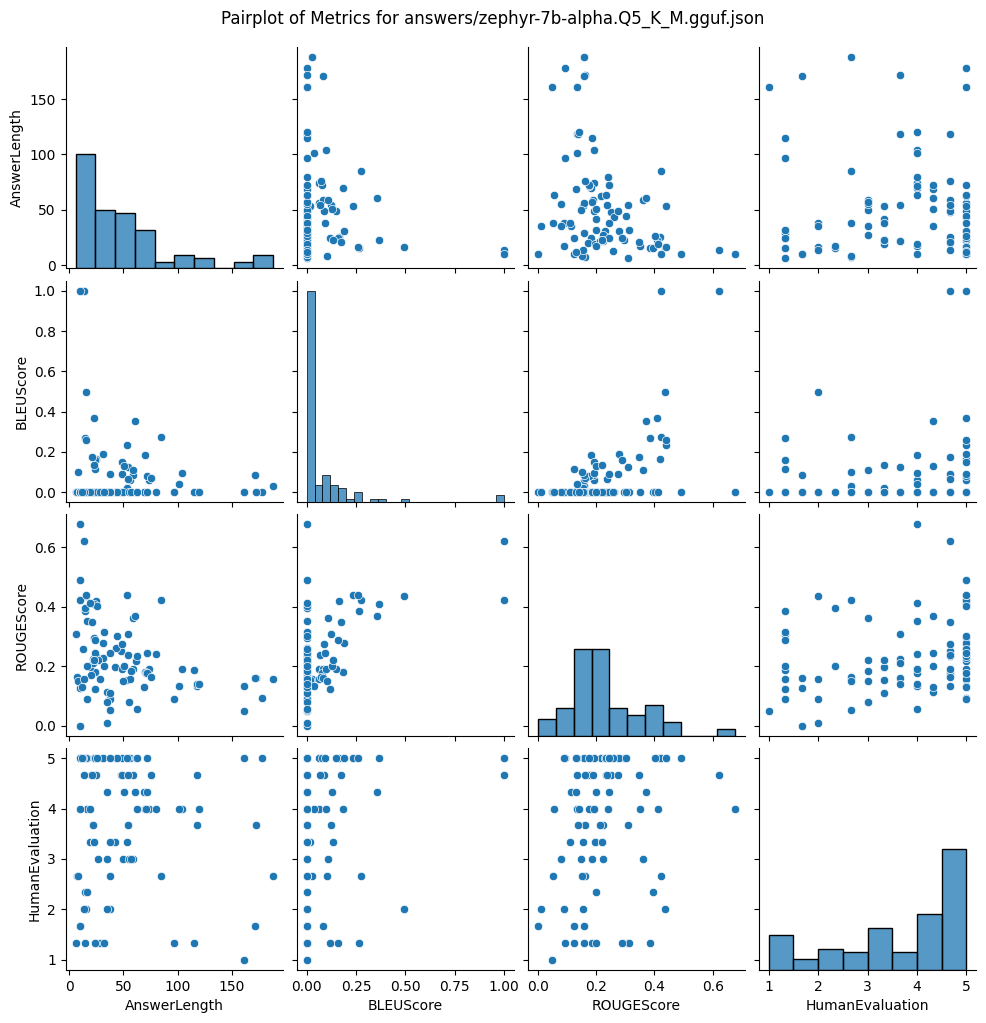 Pairplot of Metrics for answers/zephyr-7b-alpha.Q5_K_M.gguf.json
AnswerLength
150
100
50
0
BLEUScore
1.0
0.8
0.6
0.4
0.2
0.0
ROUGEScore
0.6
0.4
0.2
0.0
HumanEvaluation
5
4
3
2
1
0 50 100 150
AnswerLength
0.00 0.25 0.50 0.75 1.00
BLEUScore
0.0 0.2 0.4 0.6
ROUGEScore
1 2 3 4 5
HumanEvaluation